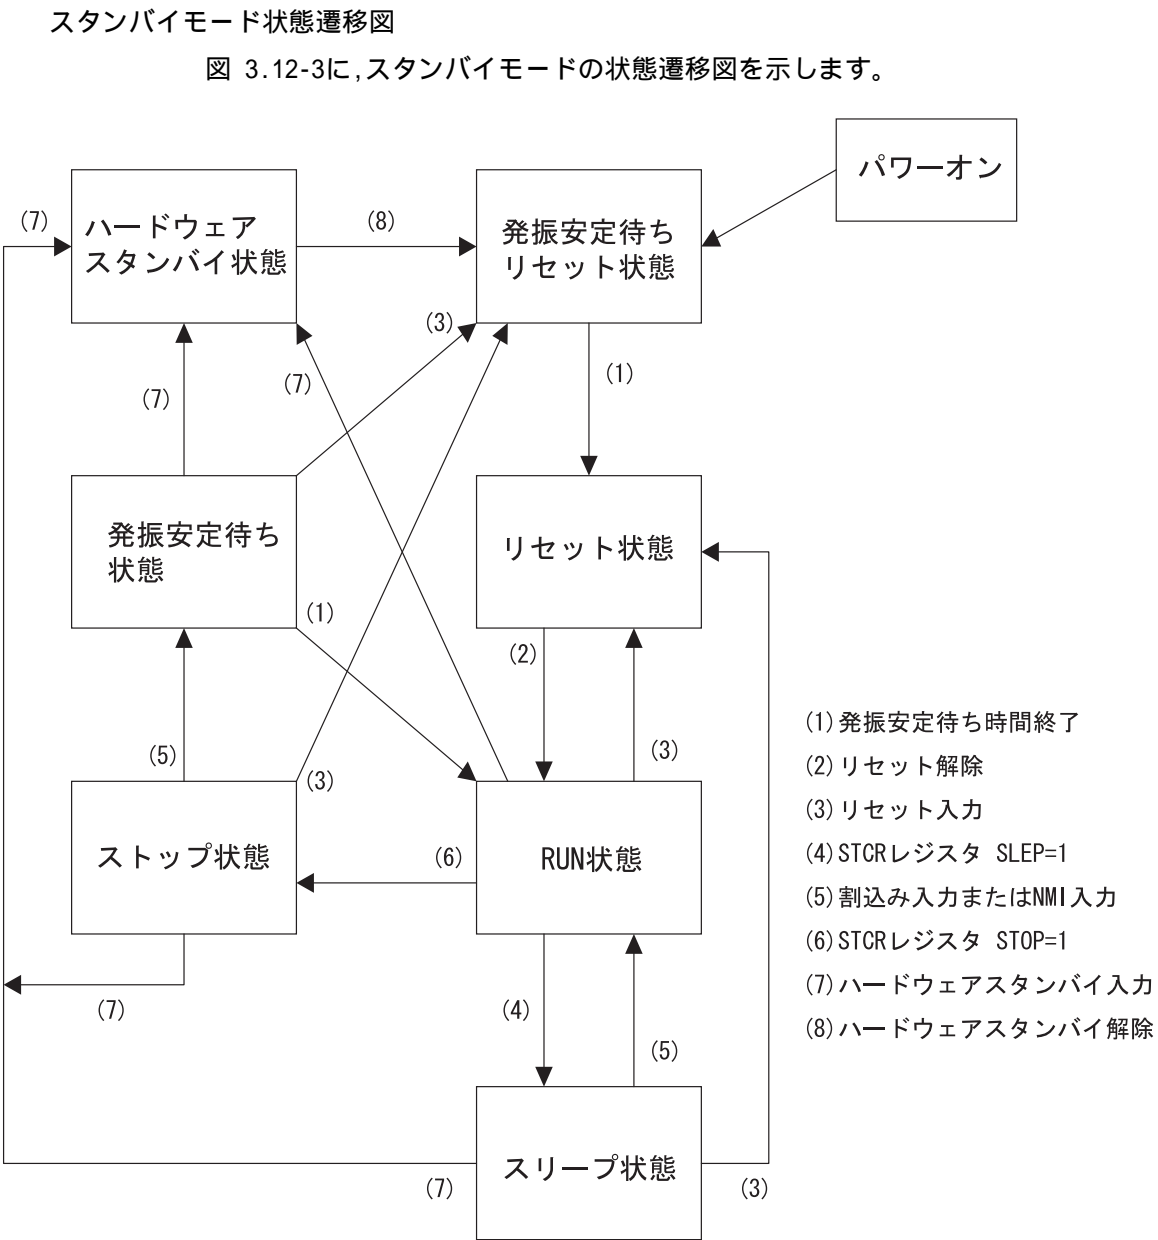 スタンバイモード状態遷移図
図 3.12-3に,スタンバイモードの状態遷移図を示します。
パワーオン
(7)
ハードウェア
スタンバイ状態
(8)
発振安定待ち
リセット状態
(3)
(7)
(7)
(1)
発振安定待ち
状態
リセット状態
(1)
(2)
(5)
(3)
(3)
ストップ状態
(6)
RUN状態
(7)
(4)
(5)
スリープ状態
(7)
(3)
(1)発振安定待ち時間終了
(2)リセット解除
(3)リセット入力
(4)STCRレジスタ SLEP=1
(5)割込み入力またはNMI入力
(6)STCRレジスタ STOP=1
(7)ハードウェアスタンバイ入力
(8)ハードウェアスタンバイ解除